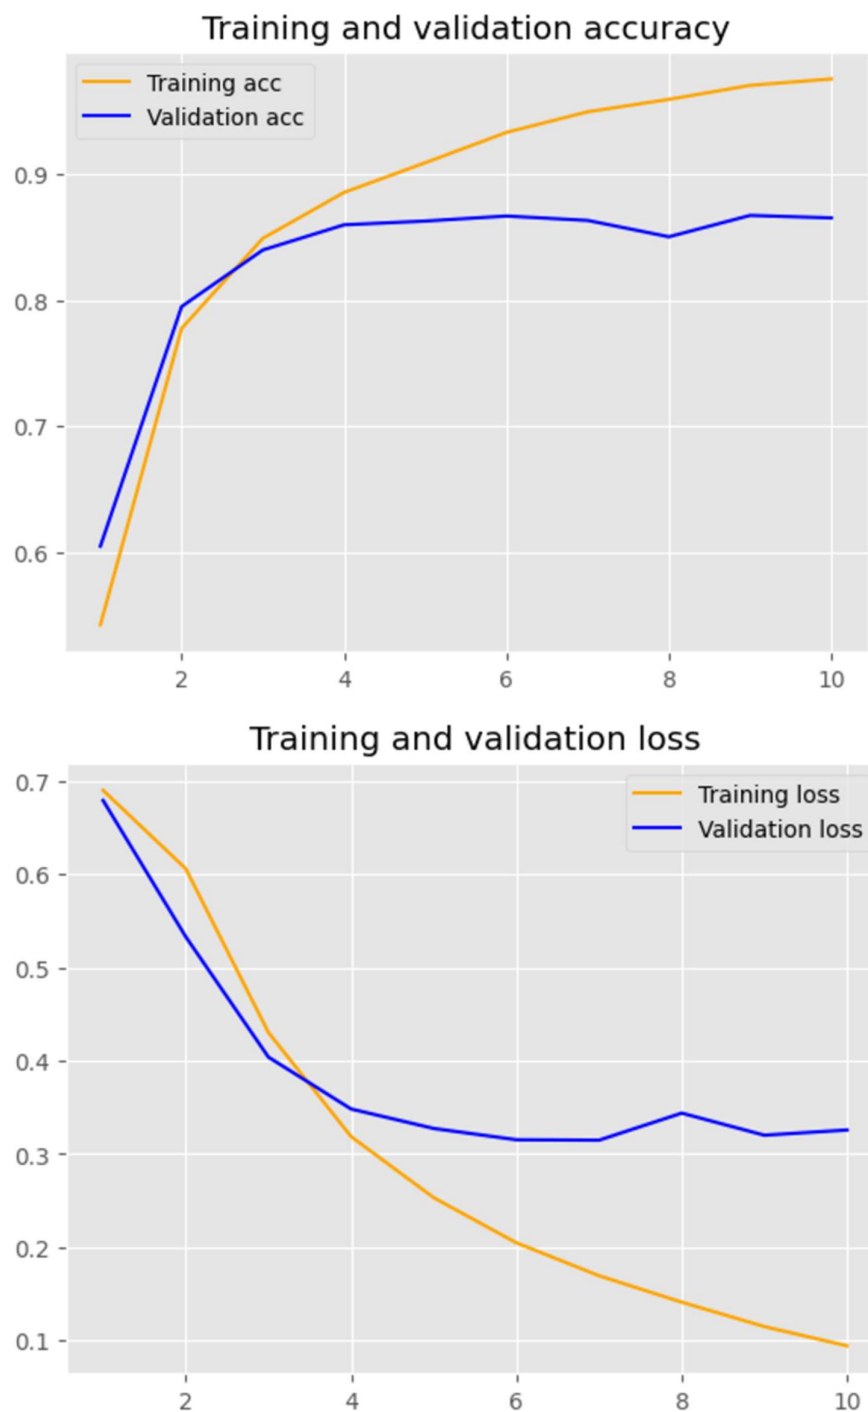 Training and validation accuracy
Training acc
Validation acc
0.9
0.8
0.7
0.6
2 4 6 8 10
Training and validation loss
0.7
Training loss
Validation loss
0.6
0.5
0.4
0.3
0.2
0.1
2 4 6 8 10